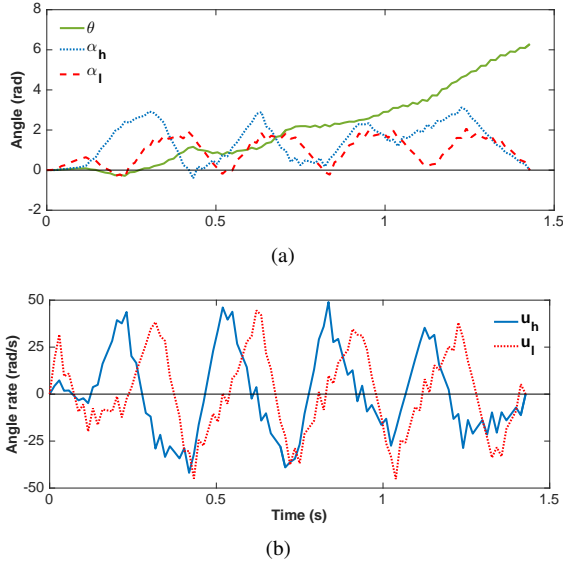 8
6
4
2
0
-2
Angle (rad)
θ
α_h
α_l
0
0.5
1
1.5
(a)
50
25
0
-25
-50
Angle rate (rad/s)
u_h
u_l
0
0.5
1
1.5
Time (s)
(b)